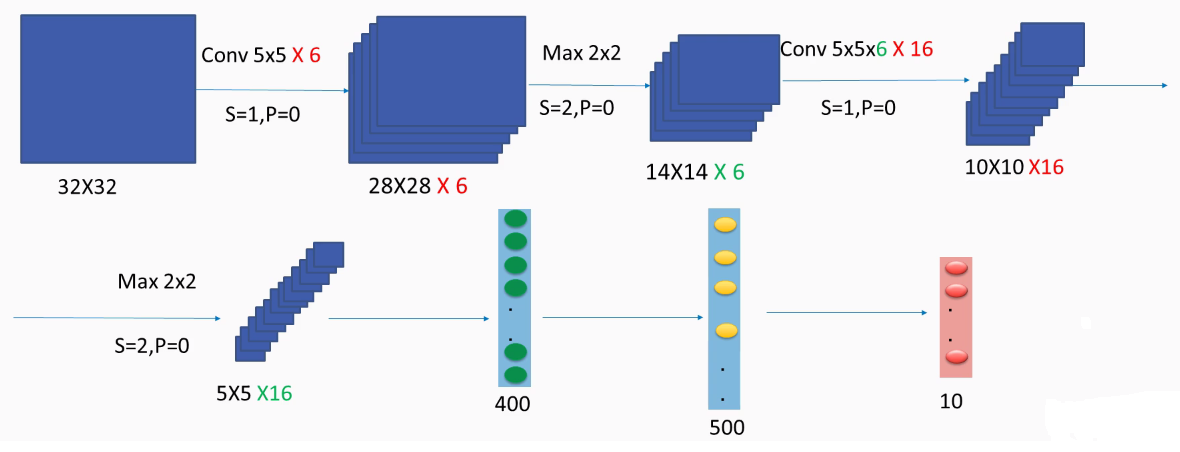 Conv 5x5 X 6
S=1,P=0
Max 2x2
S=2,P=0
Conv 5x5x6 X 16
S=1,P=0
32X32
28X28 X 6
14X14 X 6
10X10 X16
Max 2x2
S=2,P=0
5X5 X16
400
500
10